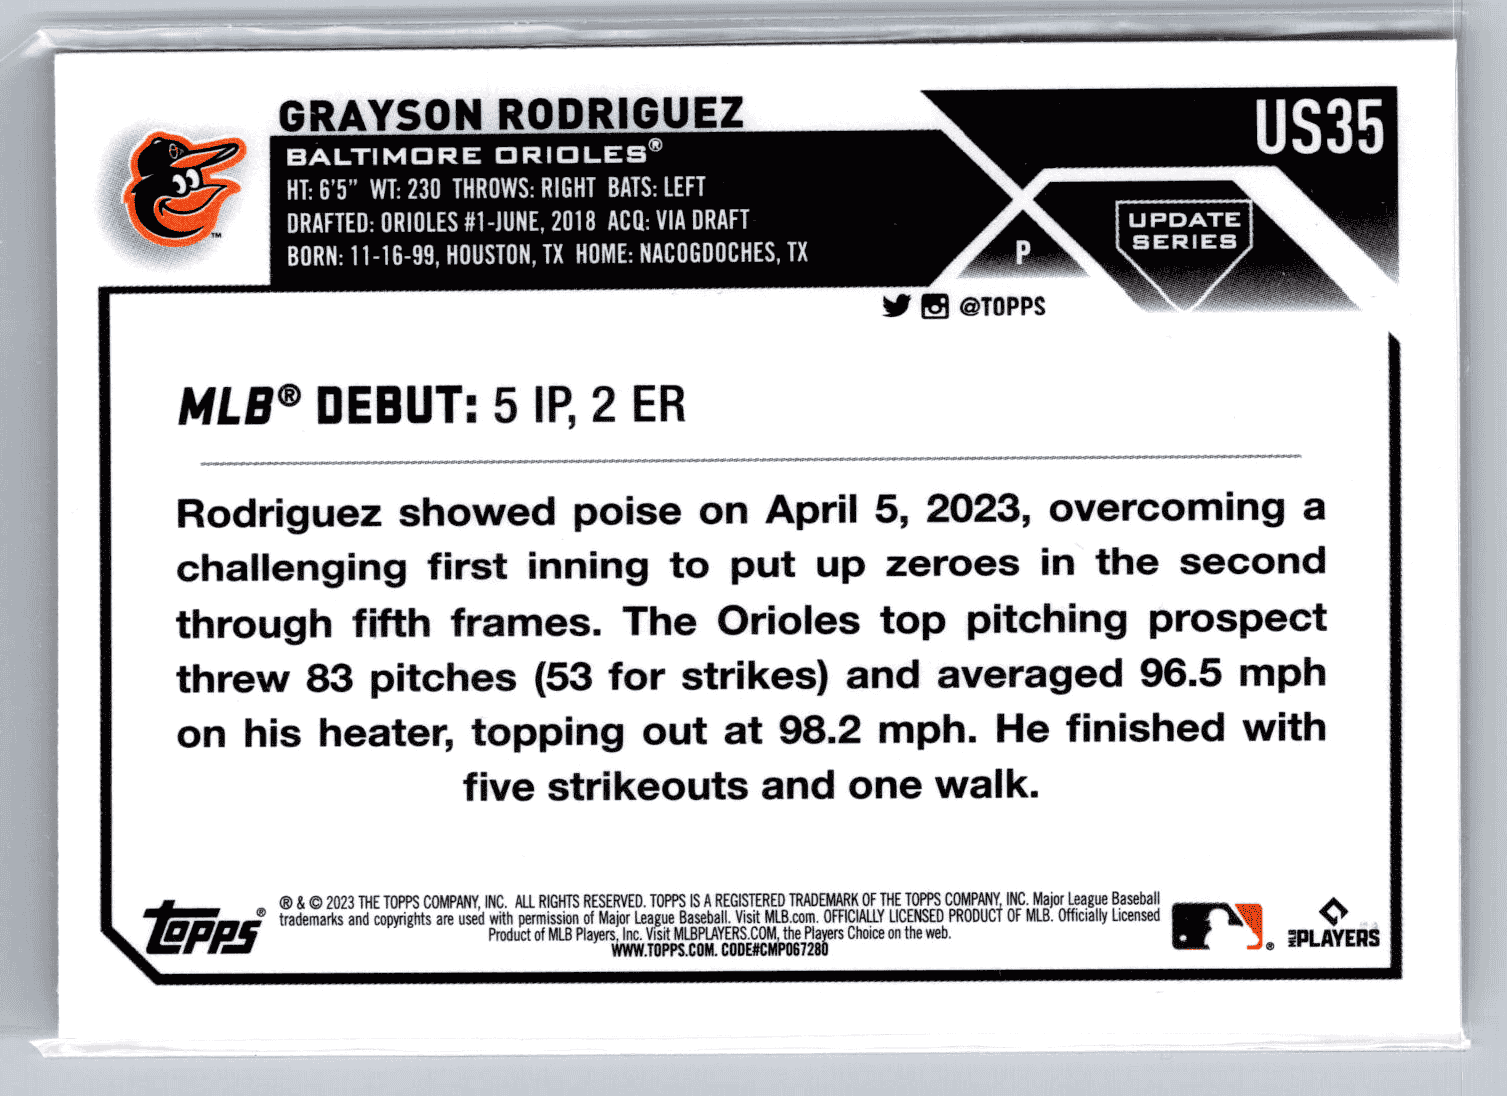 GRAYSON RODRIGUEZ
US35
BALTIMORE ORIOLES®
HT: 6'5" WT: 230 THROWS: RIGHT BATS: LEFT
DRAFTED: ORIOLES #1-JUNE, 2018 ACQ: VIA DRAFT
BORN: 11-16-99, HOUSTON, TX HOME: NACOGDOCHES, TX
P
UPDATE
SERIES
@TOPPS
MLB® DEBUT: 5 IP, 2 ER
Rodriguez showed poise on April 5, 2023, overcoming a
challenging first inning to put up zeroes in the second
through fifth frames. The Orioles top pitching prospect
threw 83 pitches (53 for strikes) and averaged 96.5 mph
on his heater, topping out at 98.2 mph. He finished with
five strikeouts and one walk.
Topps®
® & © 2023 THE TOPPS COMPANY, INC. ALL RIGHTS RESERVED. TOPPS IS A REGISTERED TRADEMARK OF THE TOPPS COMPANY, INC. Major League Baseball
trademarks and copyrights are used with permission of Major League Baseball. Visit MLB.com. OFFICIALLY LICENSED PRODUCT OF MLB. Officially Licensed
Product of MLB Players, Inc. Visit MLBPLAYERS.COM, the Players Choice on the web.
WWW.TOPPS.COM. CODE#CMP067280
MLB PLAYERS